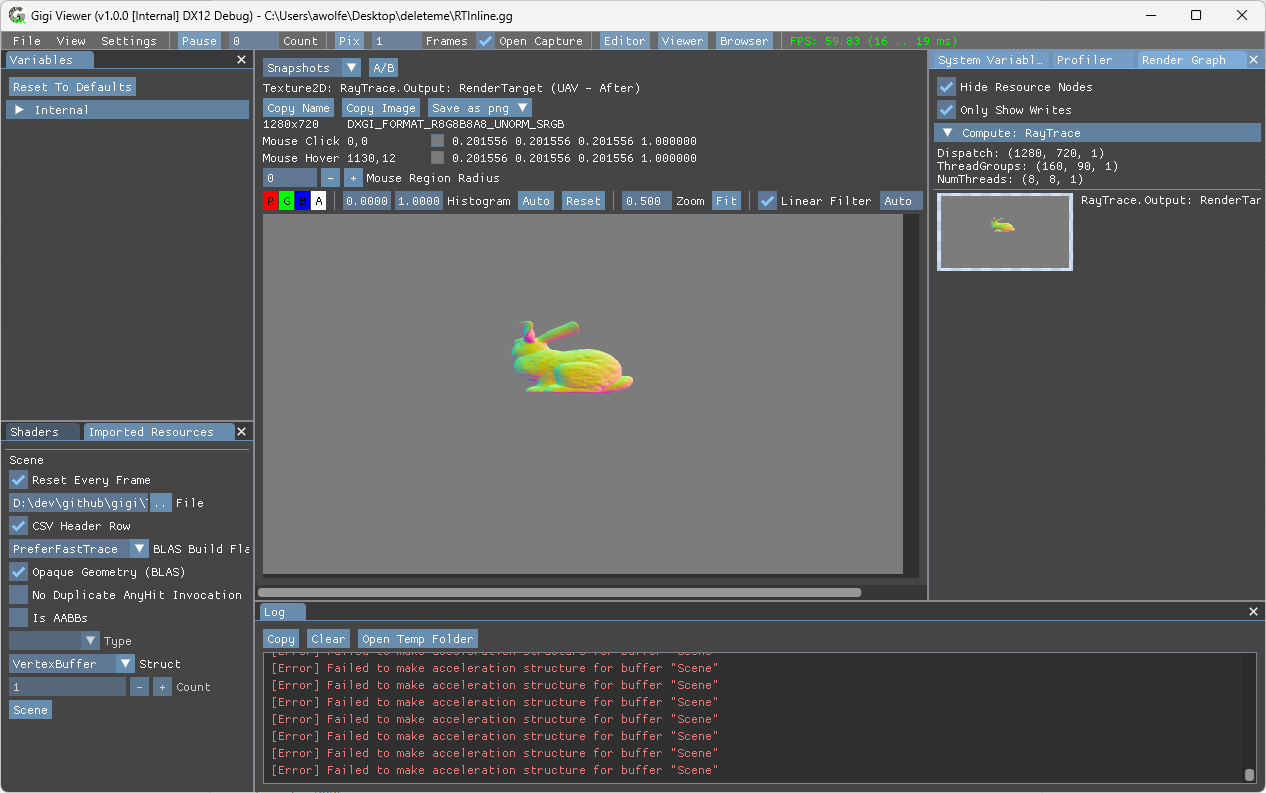 Gigi Viewer (v1.0.0 [Internal] DX12 Debug) - C:\Users\awolfe\Desktop\deleteme\RTInline.gg
File View Settings Pause 0 Count Pix 1 Frames Open Capture Editor Viewer Browser FPS: 59.83 (16 .. 19 ms)
Variables
Reset To Defaults
Internal
Shaders Imported Resources
Scene
Reset Every Frame
D:\dev\github\gigi\ .. File
CSV Header Row
PreferFastTrace BLAS Build Fla
Opaque Geometry (BLAS)
No Duplicate AnyHit Invocation
Is AABBs
Type
VertexBuffer Struct
1 - + Count
Scene
Snapshots A/B
Texture2D: RayTrace.Output: RenderTarget (UAV - After)
Copy Name Copy Image Save as png
1280x720 DXGI_FORMAT_R8G8B8A8_UNORM_SRGB
Mouse Click 0,0 0.201556 0.201556 0.201556 1.000000
Mouse Hover 1130,12 0.201556 0.201556 0.201556 1.000000
0 - + Mouse Region Radius
R G B A 0.0000 1.0000 Histogram Auto Reset 0.500 Zoom Fit Linear Filter Auto
Log
Copy Clear Open Temp Folder
[Error] Failed to make acceleration structure for buffer "Scene"
[Error] Failed to make acceleration structure for buffer "Scene"
[Error] Failed to make acceleration structure for buffer "Scene"
[Error] Failed to make acceleration structure for buffer "Scene"
[Error] Failed to make acceleration structure for buffer "Scene"
[Error] Failed to make acceleration structure for buffer "Scene"
[Error] Failed to make acceleration structure for buffer "Scene"
[Error] Failed to make acceleration structure for buffer "Scene"
System Variabl... Profiler Render Graph
Hide Resource Nodes
Only Show Writes
Compute: RayTrace
Dispatch: (1280, 720, 1)
ThreadGroups: (160, 90, 1)
NumThreads: (8, 8, 1)
RayTrace.Output: RenderTar